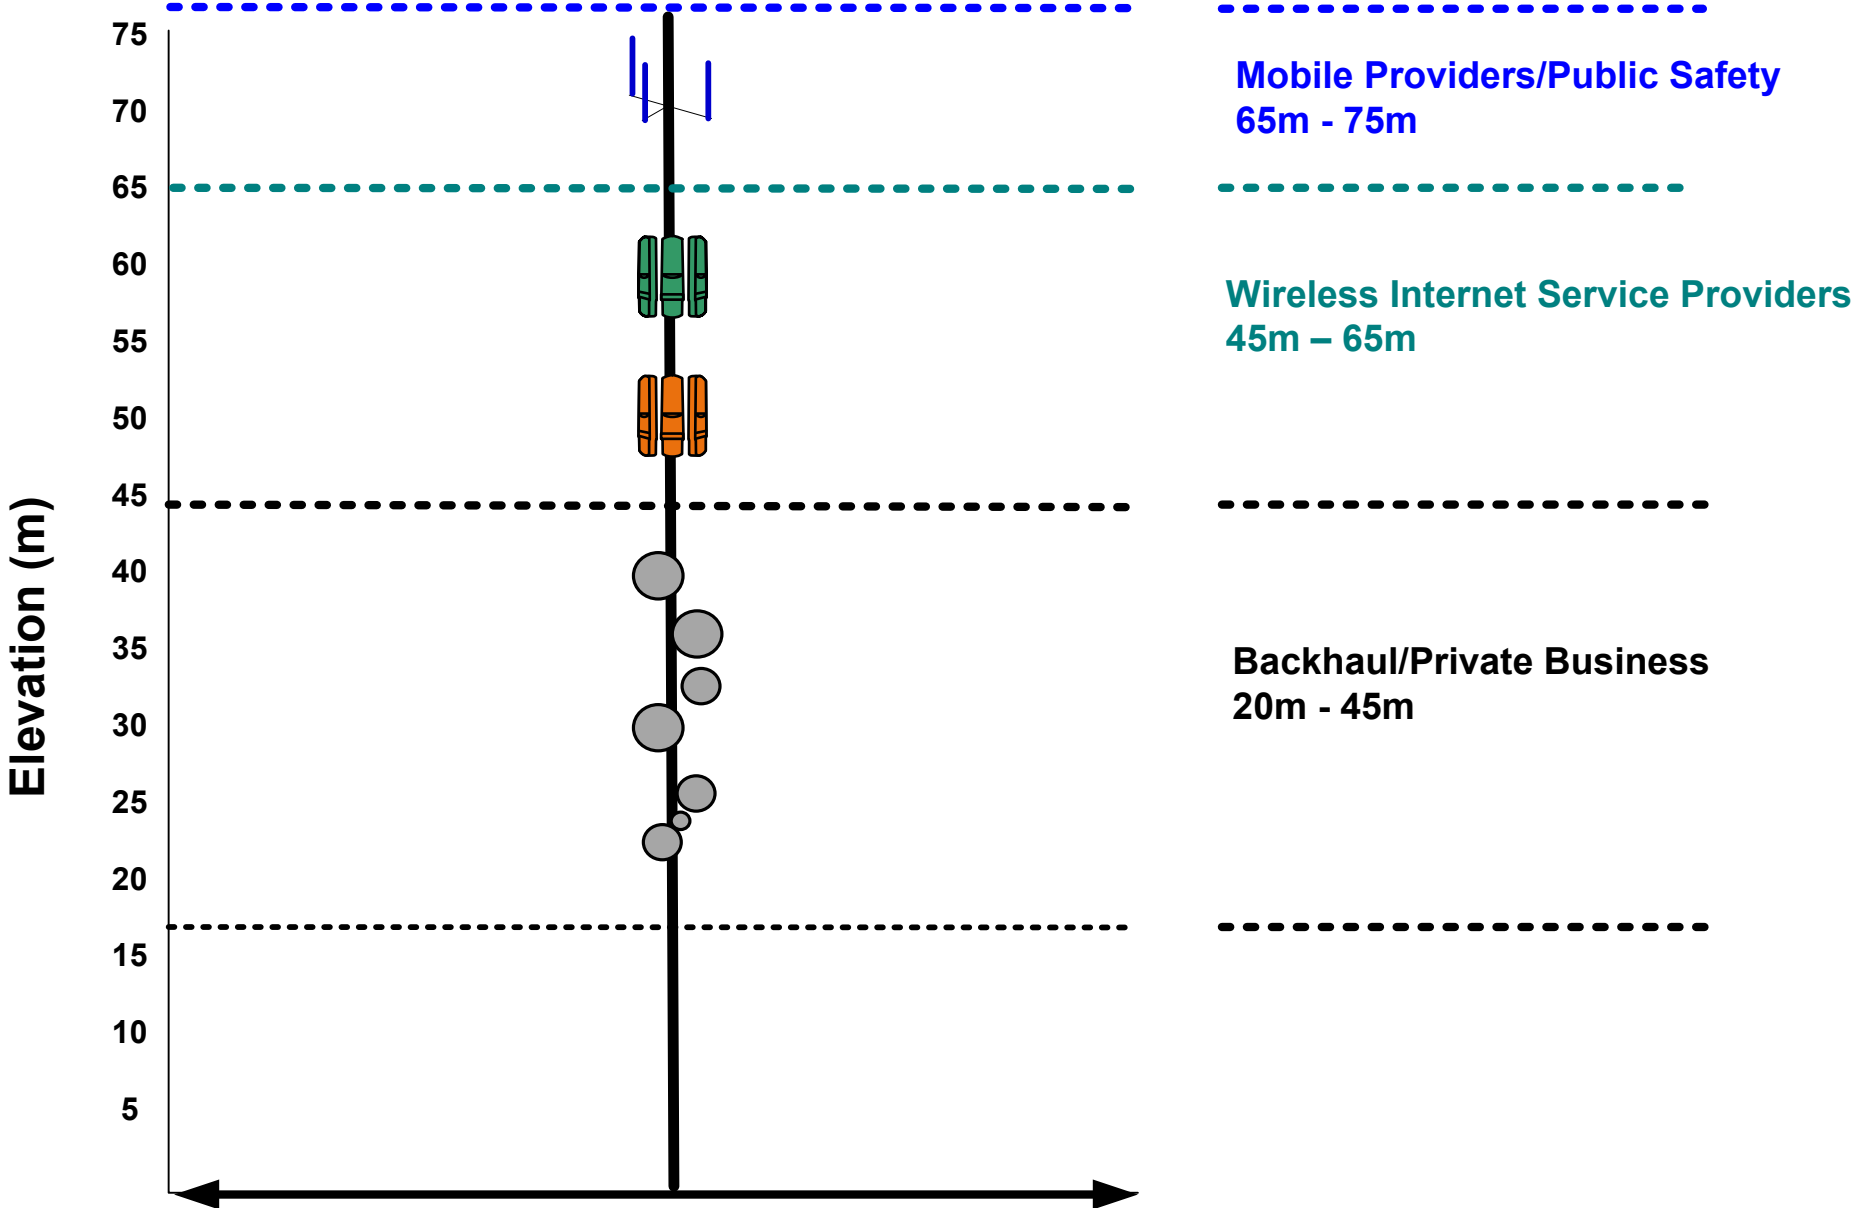 75
Mobile Providers/Public Safety
70
65m - 75m
65
60
Wireless Internet Service Providers
45m – 65m
55
50
45
40
35
Backhaul/Private Business
20m - 45m
30
25
20
15
10
5
Elevation (m)